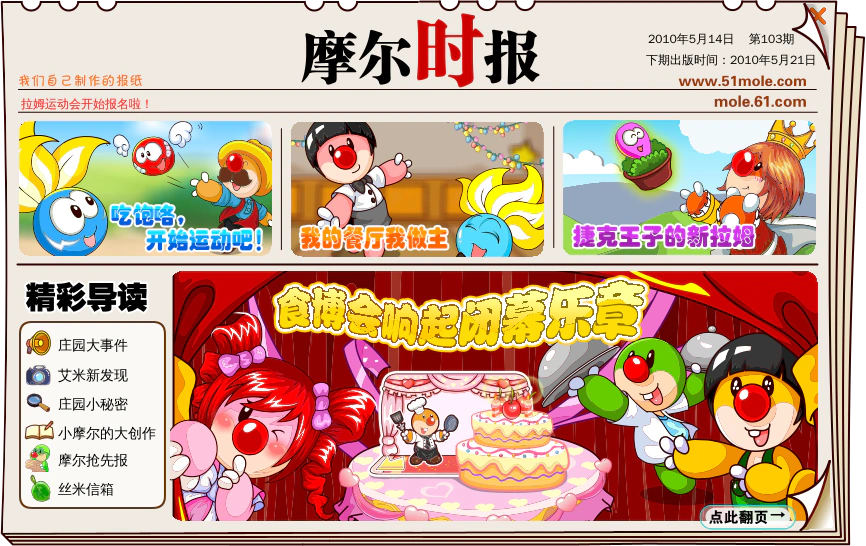 摩尔时报
2010年5月14日 第103期
下期出版时间：2010年5月21日
我们自己制作的报纸
www.51mole.com
拉姆运动会开始报名啦！
mole.61.com
吃饱咯，
开始运动吧！
我的餐厅我做主
捷克王子的新拉姆
精彩导读
庄园大事件
艾米新发现
庄园小秘密
小摩尔的大创作
摩尔抢先报
丝米信箱
食博会响起闭幕乐章
点此翻页→